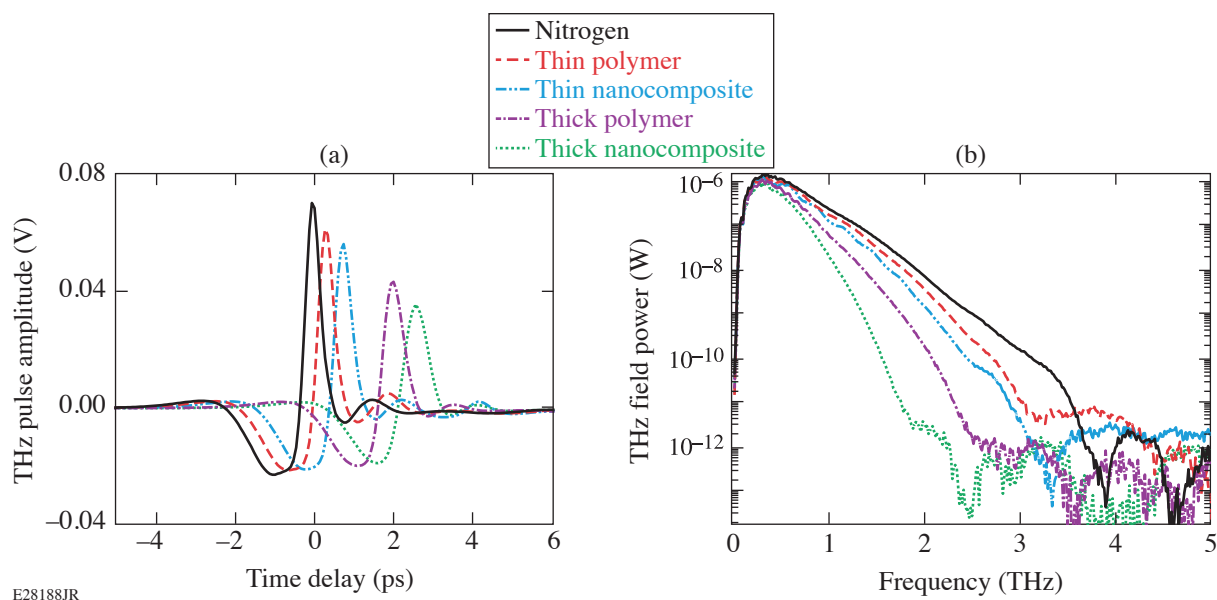 Nitrogen
Thin polymer
Thin nanocomposite
Thick polymer
Thick nanocomposite
(a)
THz pulse amplitude (V)
0.08
0.04
0.00
–0.04
–4 –2 0 2 4 6
Time delay (ps)
(b)
THz field power (W)
10–6
10–8
10–10
10–12
0 1 2 3 4 5
Frequency (THz)
E28188JR